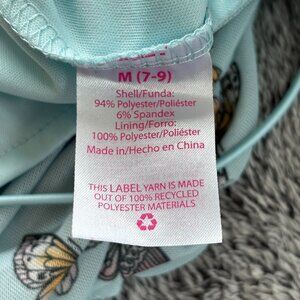 M (7-9)
Shell/Funda:
94% Polyester/Poliéster
6% Spandex
Lining/Forro:
100% Polyester/Poliéster
Made in/Hecho en China
THIS LABEL YARN IS MADE
OUT OF 100% RECYCLED
POLYESTER MATERIALS